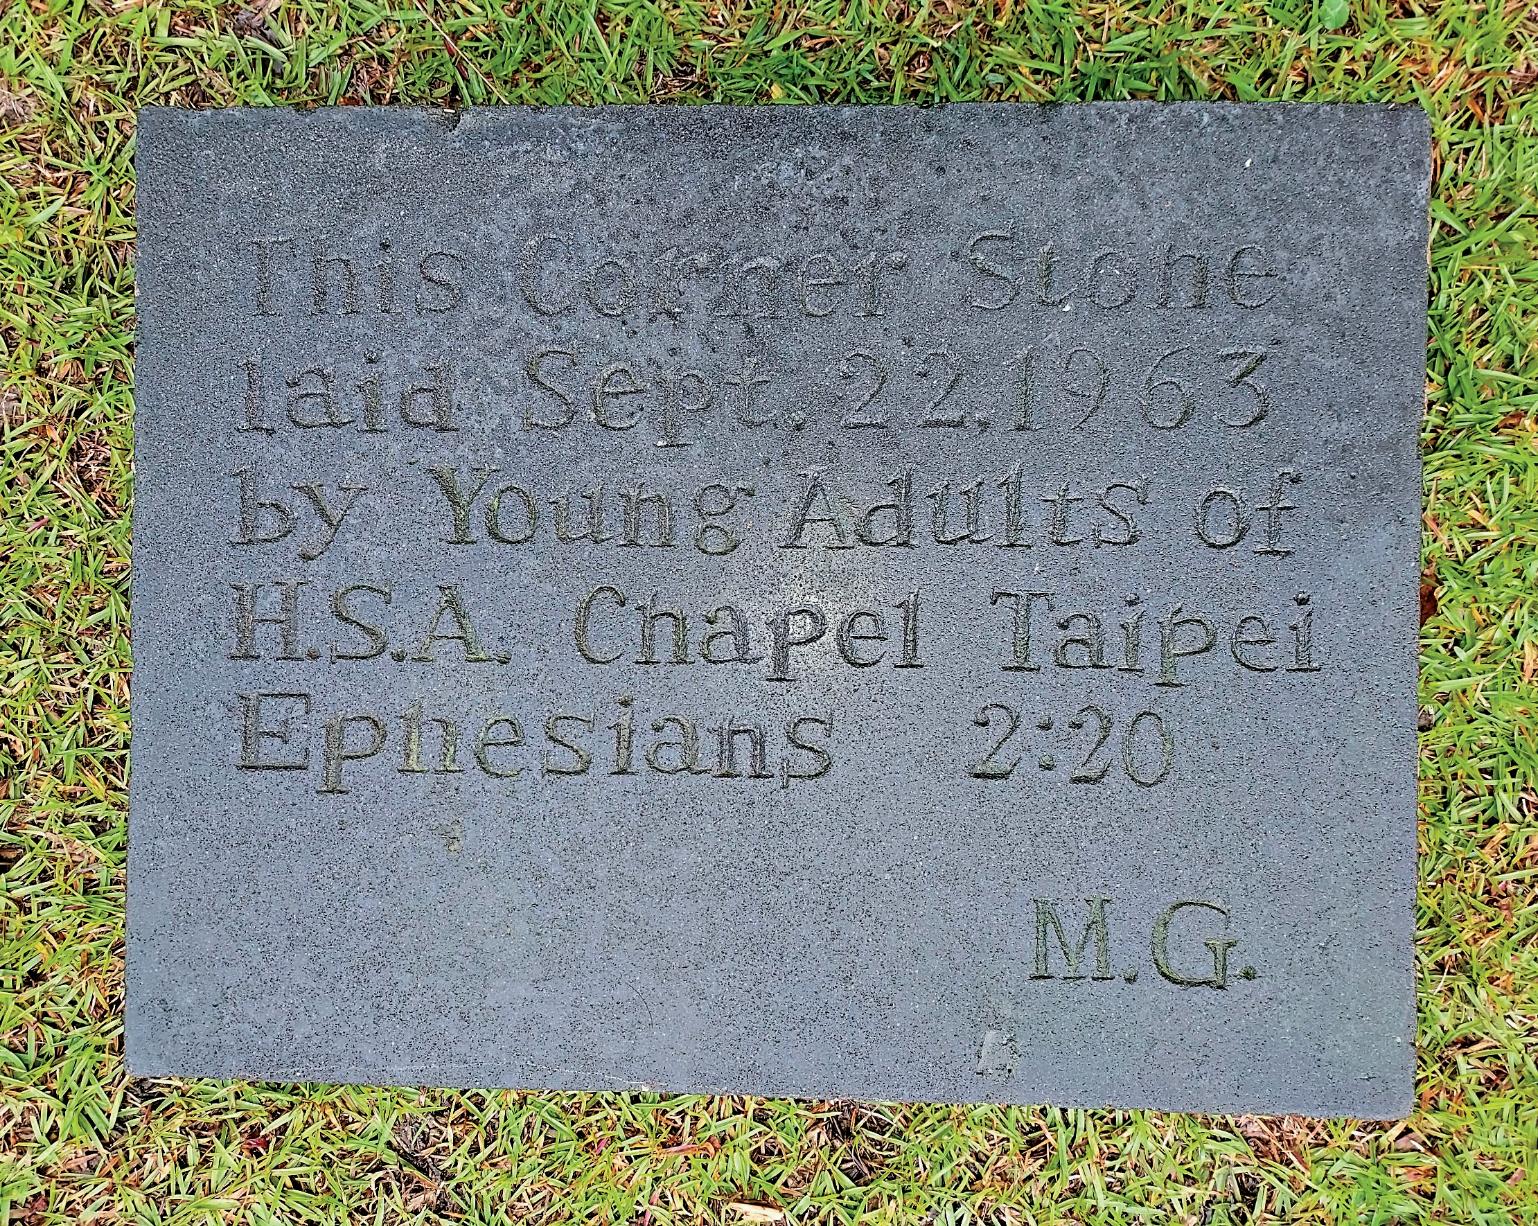 This Corner Stone
laid Sept. 22, 1963
by Young Adults of
H.S.A. Chapel Taipei
Ephesians 2:20
M.G.